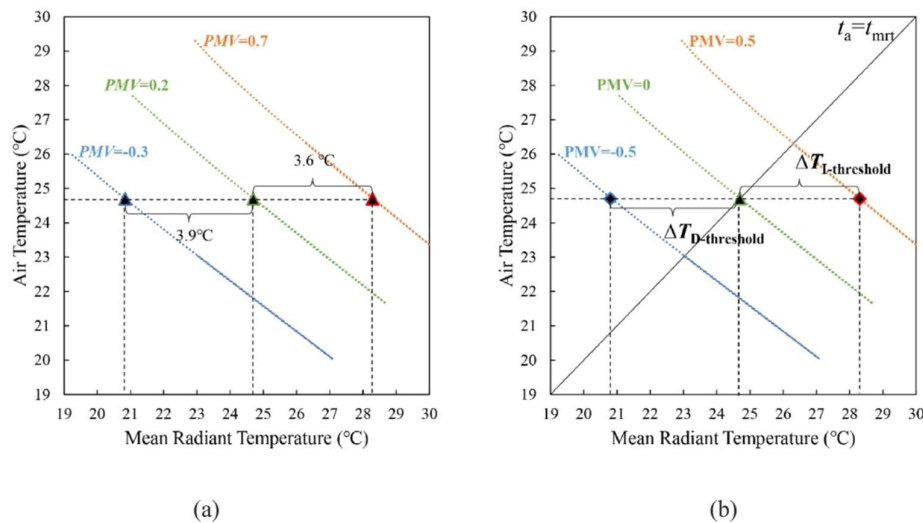 30
29
28
27
26
25
24
23
22
21
20
19
Air Temperature (℃)
PMV=0.7
PMV=0.2
PMV=-0.3
3.6 ℃
3.9℃
19 20 21 22 23 24 25 26 27 28 29 30
Mean Radiant Temperature (℃)
(a)
30
29
28
27
26
25
24
23
22
21
20
19
Air Temperature (℃)
tₐ=tmrt
PMV=0.5
PMV=0
PMV=-0.5
ΔT I-threshold
ΔT D-threshold
19 20 21 22 23 24 25 26 27 28 29 30
Mean Radiant Temperature (℃)
(b)